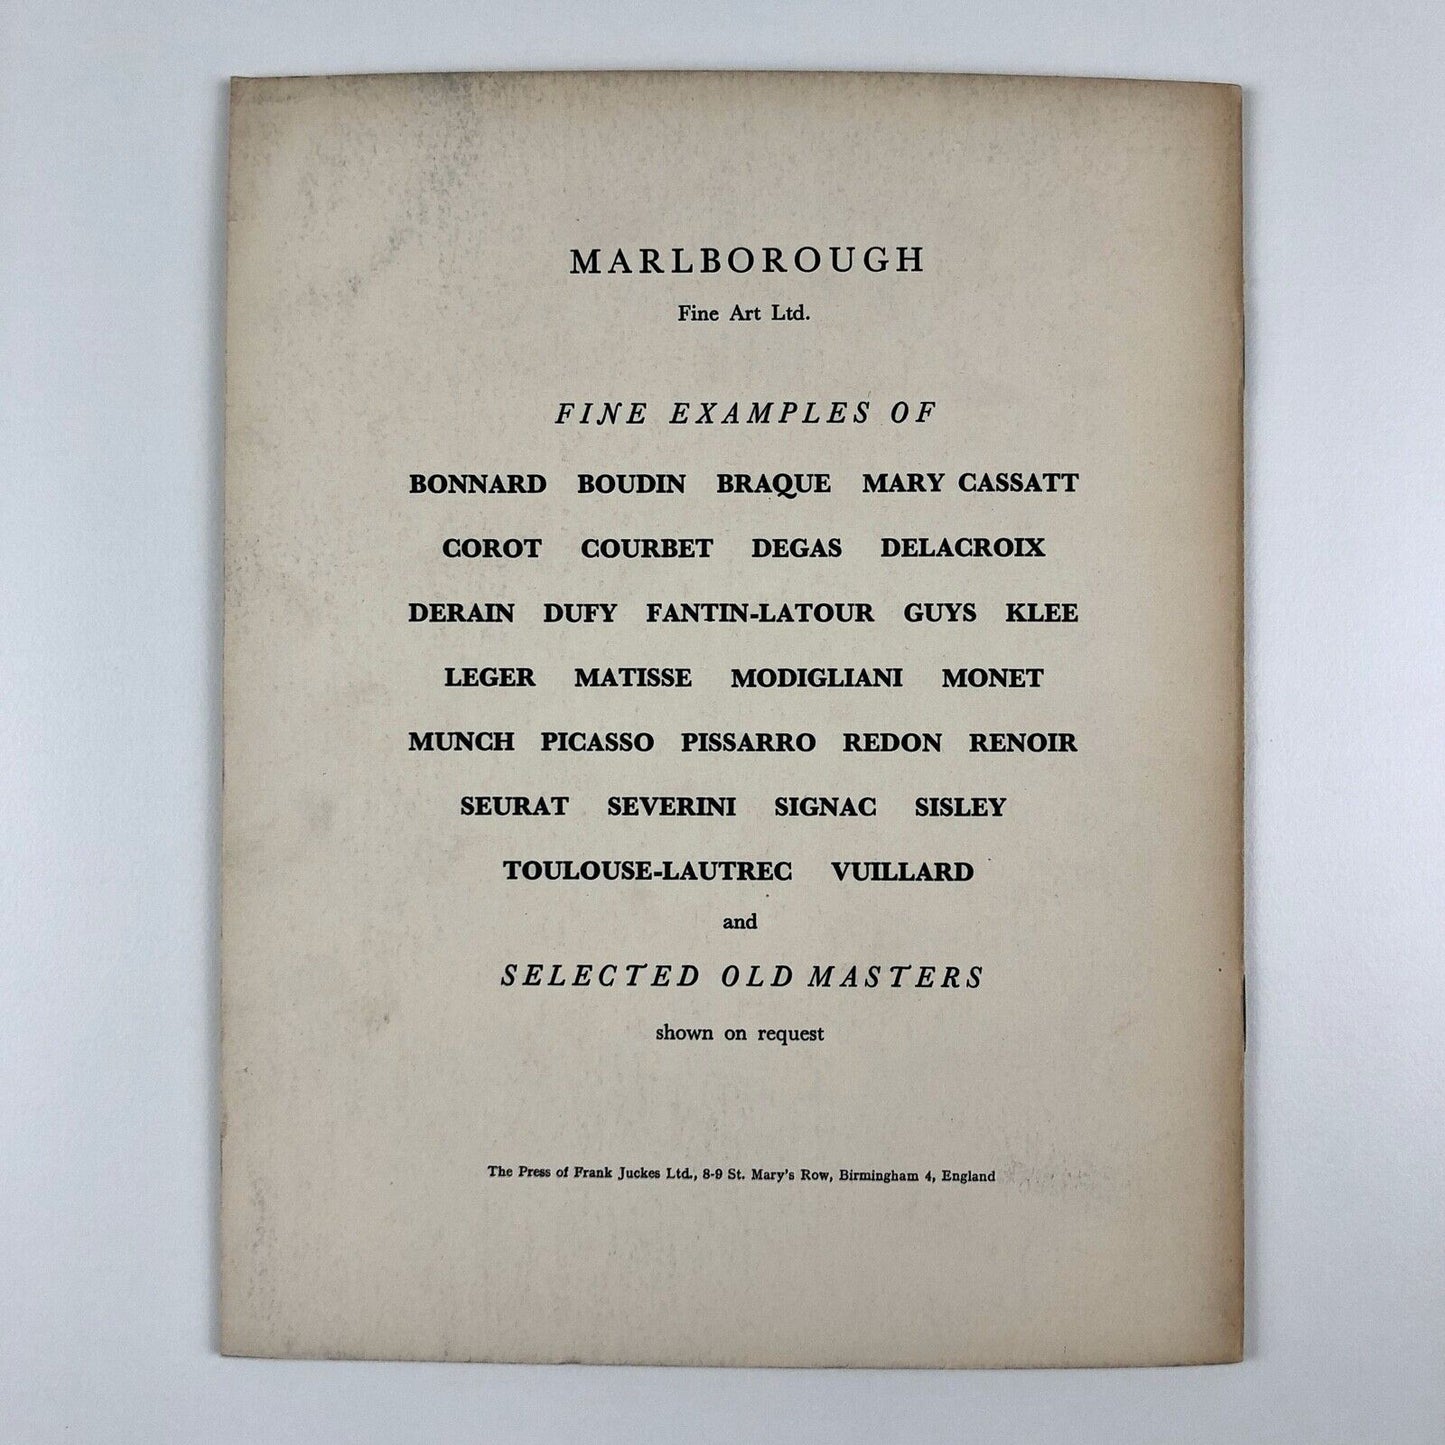 MARLBOROUGH
Fine Art Ltd.
FINE EXAMPLES OF
BONNARD BOUDIN BRAQUE MARY CASSATT
COROT COURBET DEGAS DELACROIX
DERAIN DUFY FANTIN-LATOUR GUYS KLEE
LEGER MATISSE MODIGLIANI MONET
MUNCH PICASSO PISSARRO REDON RENOIR
SEURAT SEVERINI SIGNAC SISLEY
TOULOUSE-LAUTREC VUILLARD
and
SELECTED OLD MASTERS
shown on request
The Press of Frank Juckes Ltd., 8-9 St. Mary's Row, Birmingham 4, England